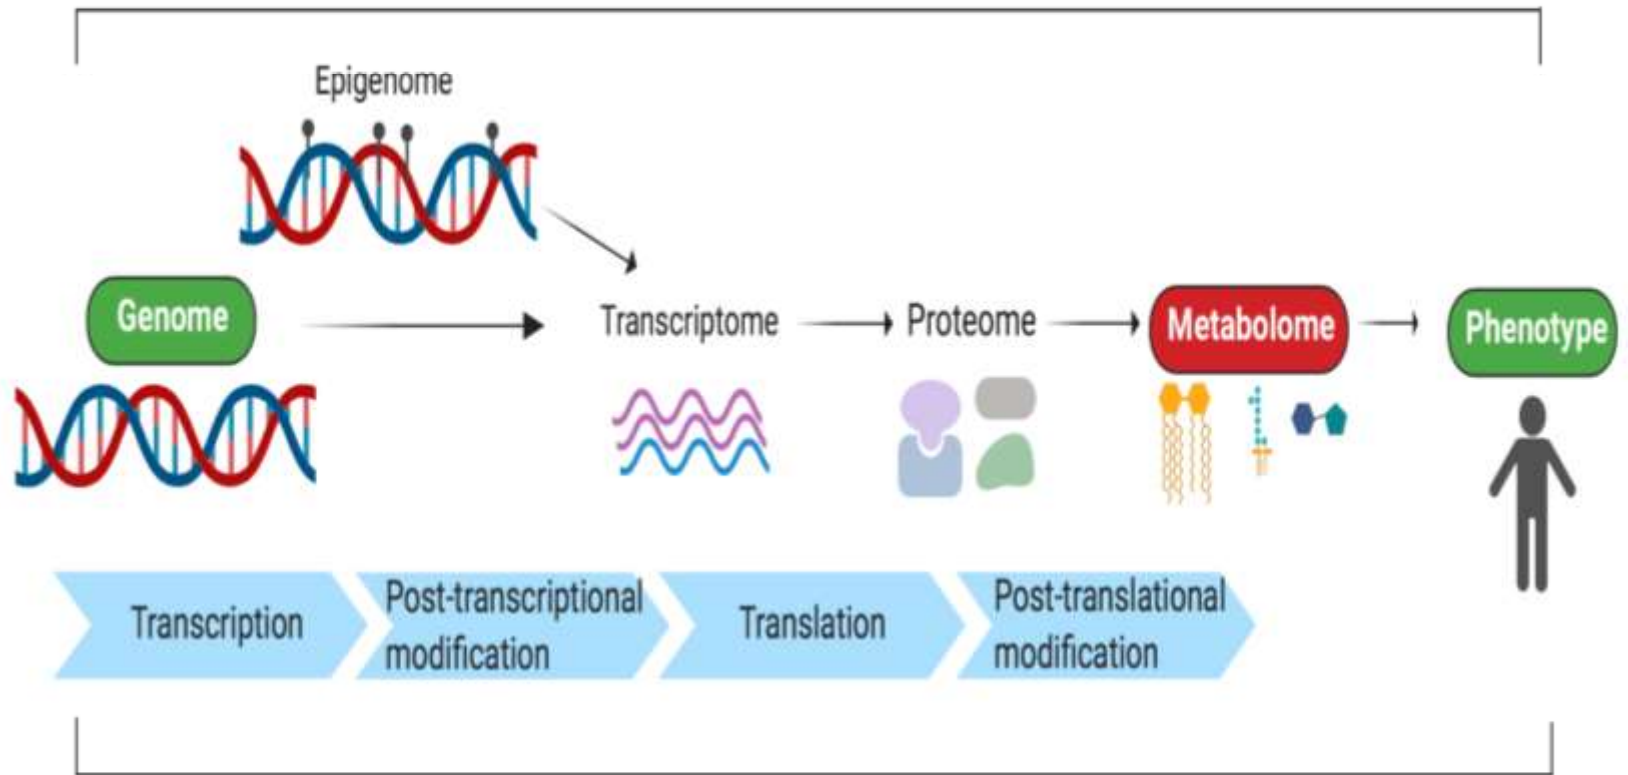 Epigenome
Genome
Transcriptome
Proteome
Metabolome
Phenotype
Transcription
Post-transcriptional
modification
Translation
Post-translational
modification